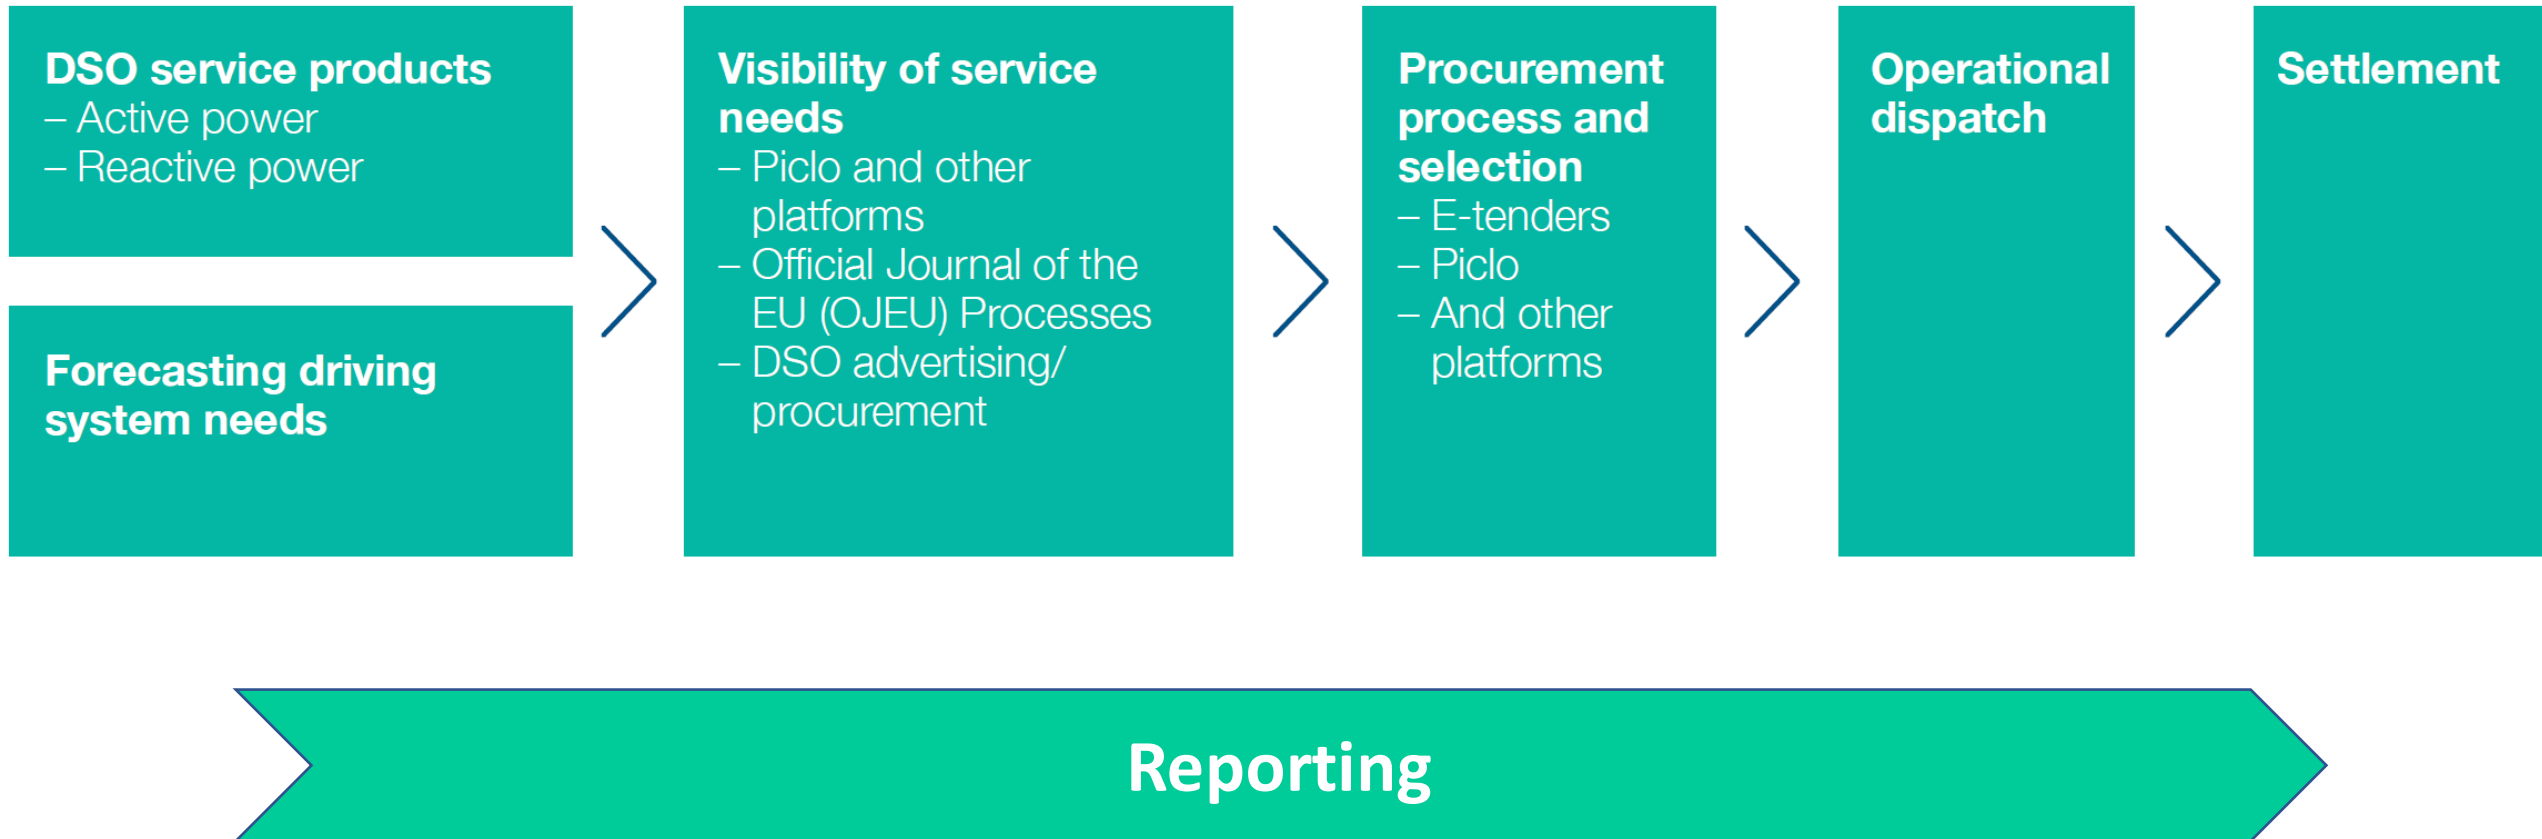 DSO service products
– Active power
– Reactive power
Forecasting driving
system needs
Visibility of service
needs
– Piclo and other
platforms
– Official Journal of the
EU (OJEU) Processes
– DSO advertising/
procurement
Procurement
process and
selection
– E-tenders
– Piclo
– And other
platforms
Operational
dispatch
Settlement
Reporting